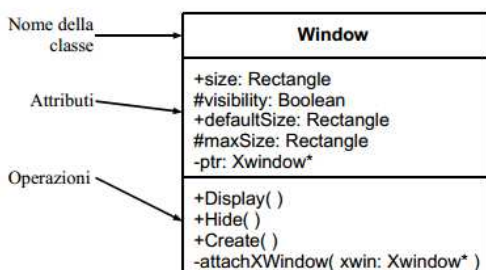 Nome della
classe
Window
Attributi
+size: Rectangle
#visibility: Boolean
+defaultSize: Rectangle
#maxSize: Rectangle
-ptr: Xwindow*
Operazioni
+Display( )
+Hide( )
+Create( )
-attachXWindow( xwin: Xwindow* )